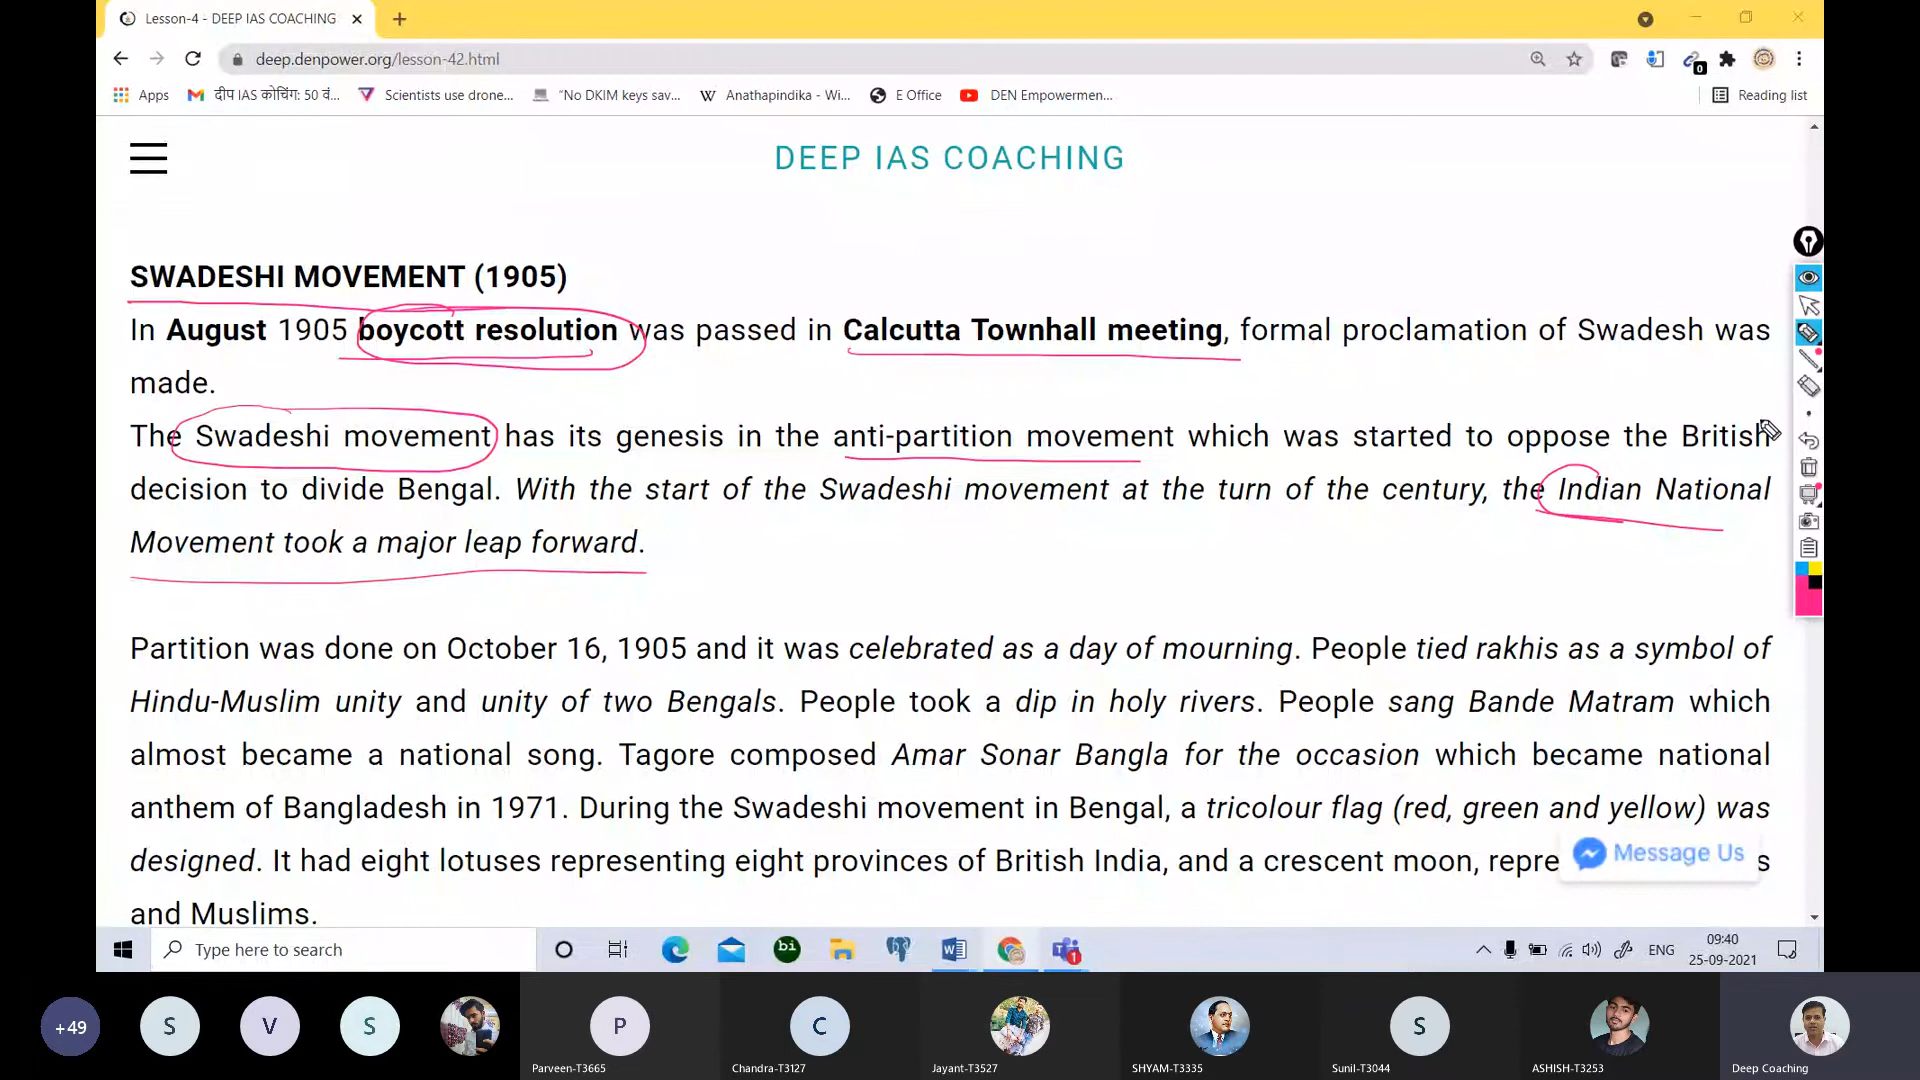 Lesson-4 - DEEP IAS COACHING
deep.denpower.org/lesson-42.html
0
Apps
दीप IAS कोचिंग: 50 वं...
Scientists use drone...
"No DKIM keys sav...
Anathapindika - Wi...
E Office
DEN Empowermen...
Reading list
DEEP IAS COACHING
SWADESHI MOVEMENT (1905)
In August 1905 boycott resolution was passed in Calcutta Townhall meeting, formal proclamation of Swadesh was
made.
The Swadeshi movement has its genesis in the anti-partition movement which was started to oppose the British
decision to divide Bengal. With the start of the Swadeshi movement at the turn of the century, the Indian National
Movement took a major leap forward.
Partition was done on October 16, 1905 and it was celebrated as a day of mourning. People tied rakhis as a symbol of
Hindu-Muslim unity and unity of two Bengals. People took a dip in holy rivers. People sang Bande Matram which
almost became a national song. Tagore composed Amar Sonar Bangla for the occasion which became national
anthem of Bangladesh in 1971. During the Swadeshi movement in Bengal, a tricolour flag (red, green and yellow) was
designed. It had eight lotuses representing eight provinces of British India, and a crescent moon, repre s
Message Us
and Muslims.
Type here to search
bi
1
ENG
09:40
25-09-2021
+49
S
V
S
P
C
S
Parveen-T3665
Chandra-T3127
Jayant-T3527
SHYAM-T3335
Sunil-T3044
ASHISH-T3253
Deep Coaching